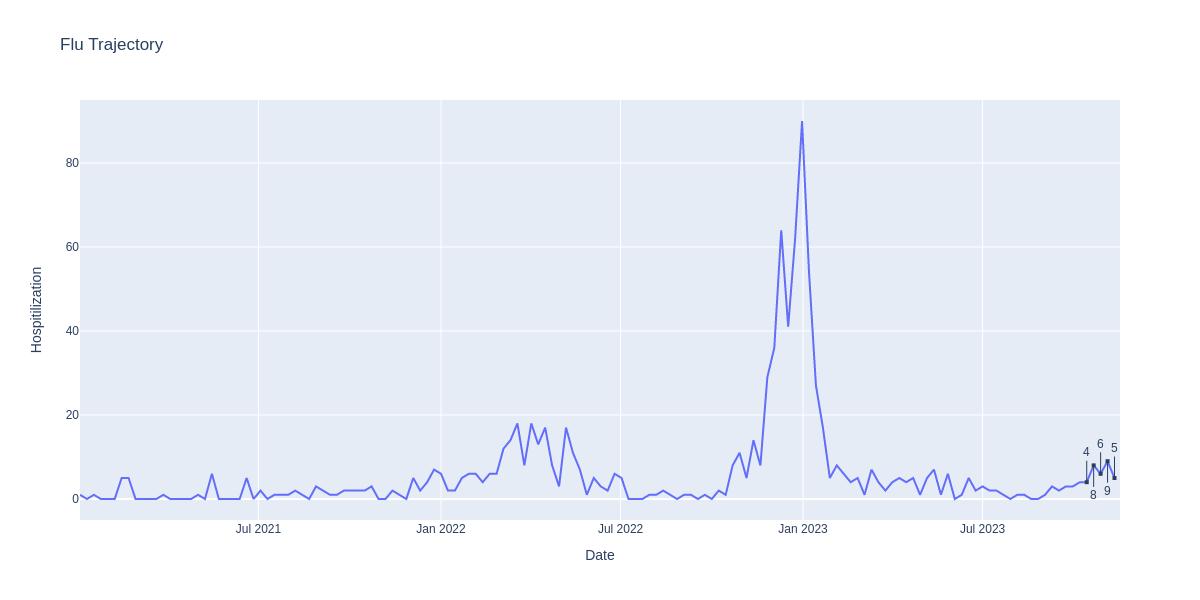 Flu Trajectory
Hospitilization
80
60
40
20
0
4
8
6
9
5
Jul 2021
Jan 2022
Jul 2022
Jan 2023
Jul 2023
Date